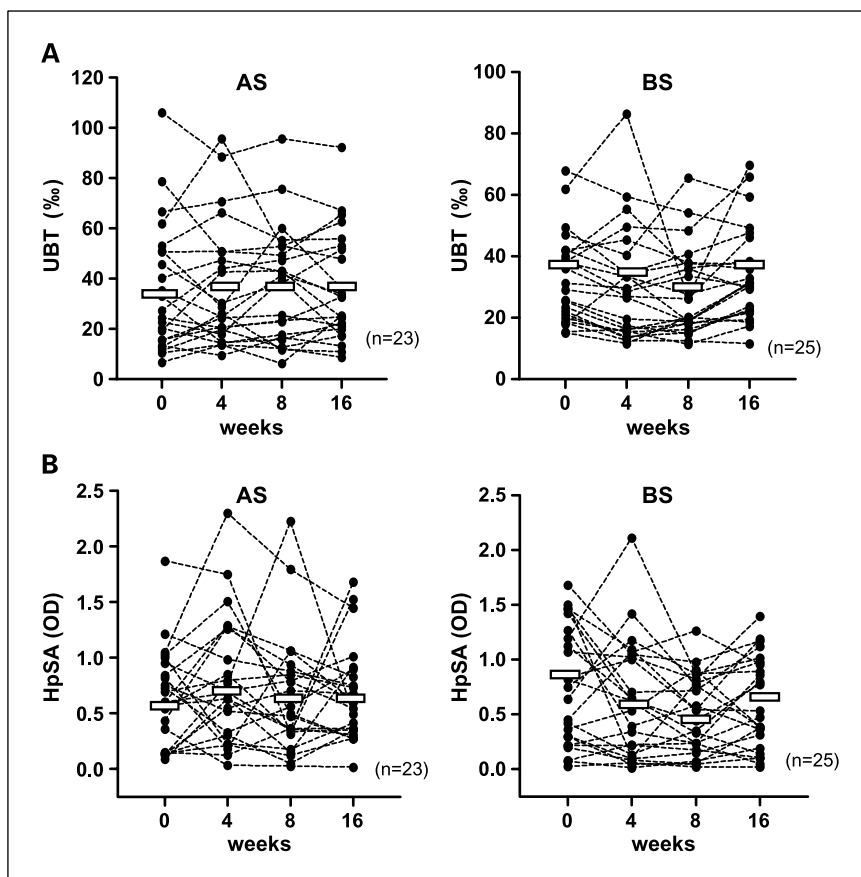 A
AS
BS
UBT (‰)
120
100
80
60
40
20
0
0 4 8 16
weeks
(n=23)
UBT (‰)
100
80
60
40
20
0
0 4 8 16
weeks
(n=25)
B
AS
BS
HpSA (OD)
2.5
2.0
1.5
1.0
0.5
0.0
0 4 8 16
weeks
(n=23)
HpSA (OD)
2.5
2.0
1.5
1.0
0.5
0.0
0 4 8 16
weeks
(n=25)